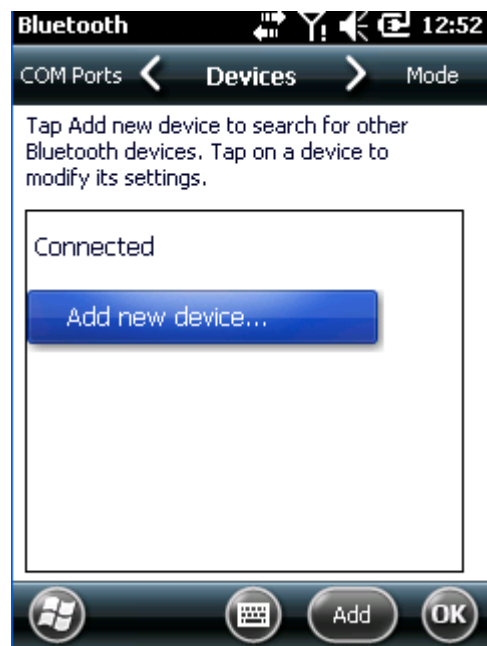 Bluetooth 12:52
COM Ports Devices Mode
Tap Add new device to search for other
Bluetooth devices. Tap on a device to
modify its settings.
Connected
Add new device...
Add OK